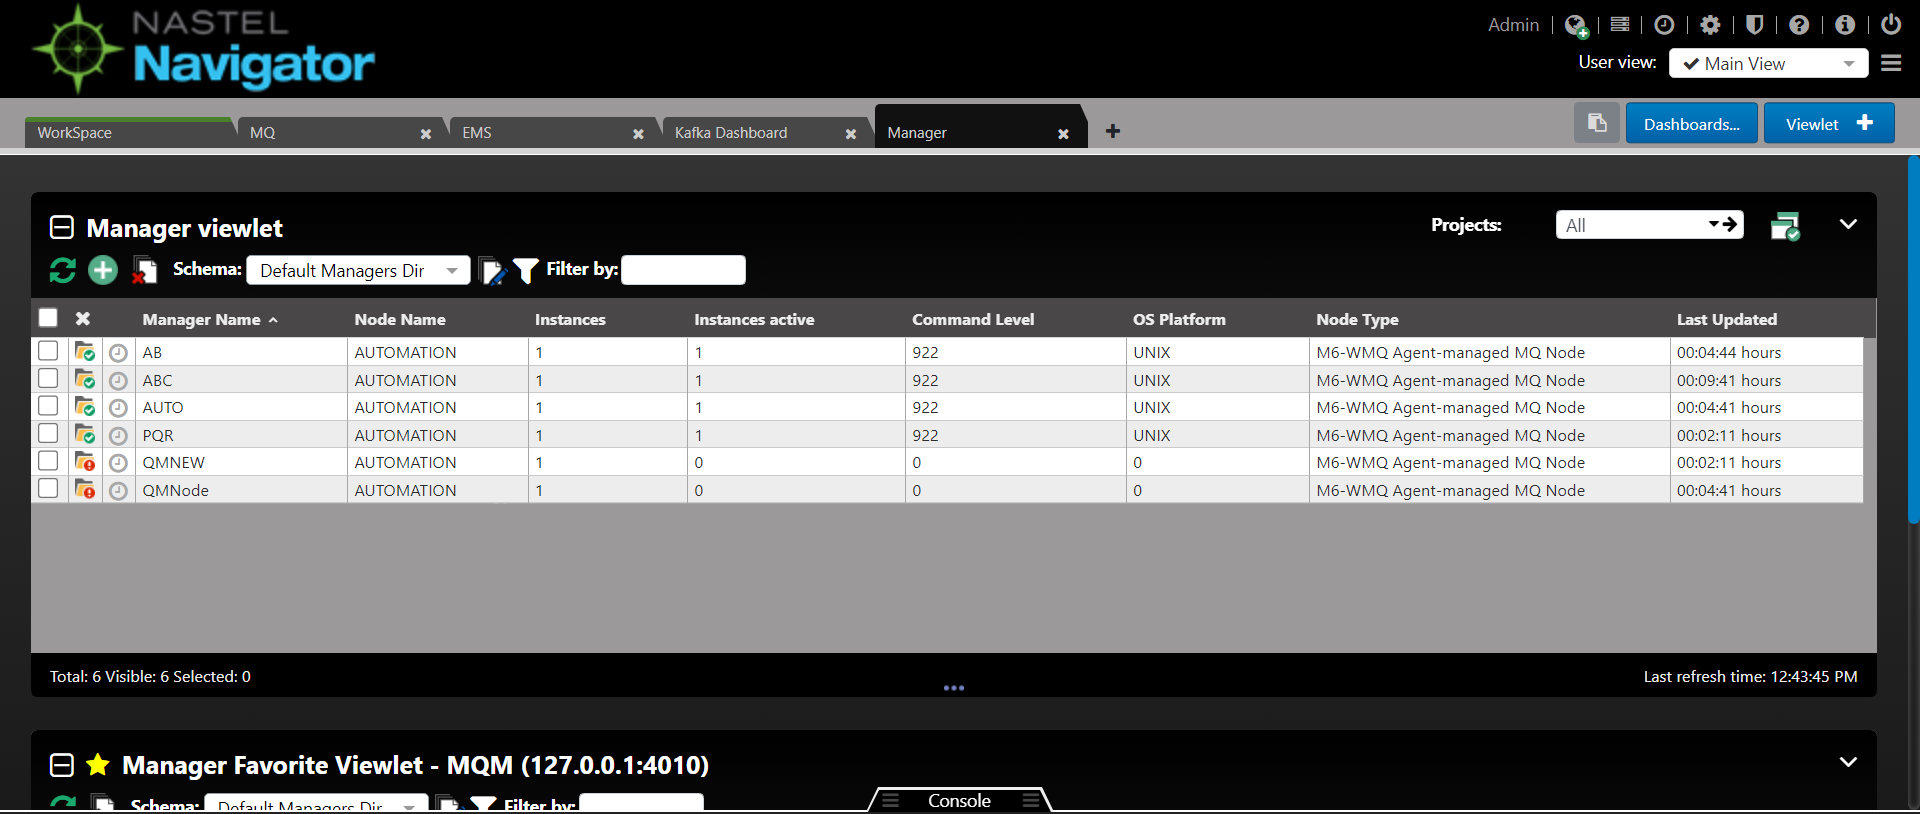 NASTEL
Navigator
Admin
User view: Main View
WorkSpace MQ EMS Kafka Dashboard Manager Dashboards... Viewlet
Manager viewlet Projects: All
Schema: Default Managers Dir Filter by:
Manager Name Node Name Instances Instances active Command Level OS Platform Node Type Last Updated
AB AUTOMATION 1 1 922 UNIX M6-WMQ Agent-managed MQ Node 00:04:44 hours
ABC AUTOMATION 1 1 922 UNIX M6-WMQ Agent-managed MQ Node 00:09:41 hours
AUTO AUTOMATION 1 1 922 UNIX M6-WMQ Agent-managed MQ Node 00:04:41 hours
PQR AUTOMATION 1 1 922 UNIX M6-WMQ Agent-managed MQ Node 00:02:11 hours
QMNEW AUTOMATION 1 0 0 0 M6-WMQ Agent-managed MQ Node 00:02:11 hours
QMNode AUTOMATION 1 0 0 0 M6-WMQ Agent-managed MQ Node 00:04:41 hours
Total: 6 Visible: 6 Selected: 0 Last refresh time: 12:43:45 PM
Manager Favorite Viewlet - MQM (127.0.0.1:4010)
Schema: Default Managers Dir Filter by:
Console